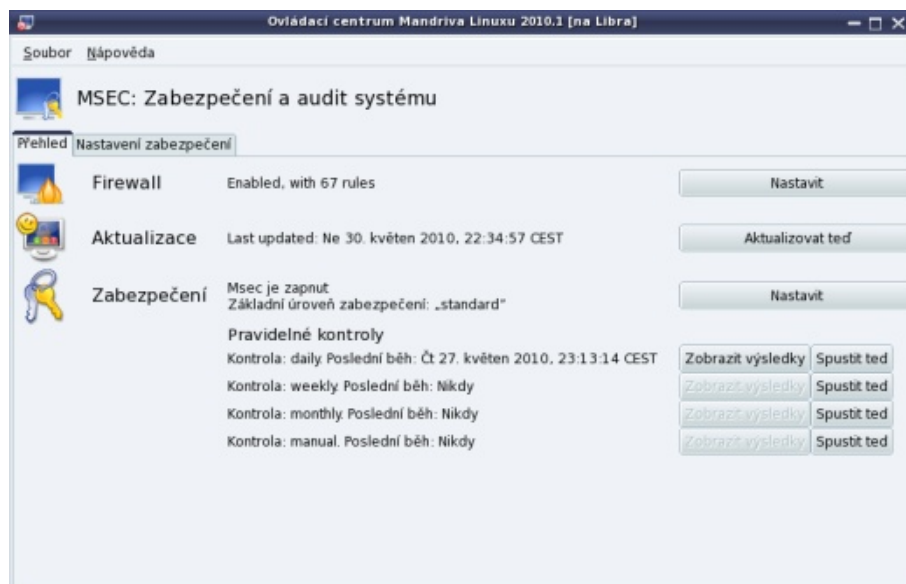 Ovládací centrum Mandriva Linuxu 2010.1 [na Libra]
Soubor Nápověda
MSEC: Zabezpečení a audit systému
Přehled Nastavení zabezpečení
Firewall Enabled, with 67 rules Nastavit
Aktualizace Last updated: Ne 30. květen 2010, 22:34:57 CEST Aktualizovat teď
Zabezpečení Msec je zapnut
Základní úroveň zabezpečení: „standard“ Nastavit
Pravidelné kontroly
Kontrola: daily. Poslední běh: Čt 27. květen 2010, 23:13:14 CEST Zobrazit výsledky Spustit ted
Kontrola: weekly. Poslední běh: Nikdy Zobrazit výsledky Spustit ted
Kontrola: monthly. Poslední běh: Nikdy Zobrazit výsledky Spustit ted
Kontrola: manual. Poslední běh: Nikdy Zobrazit výsledky Spustit ted